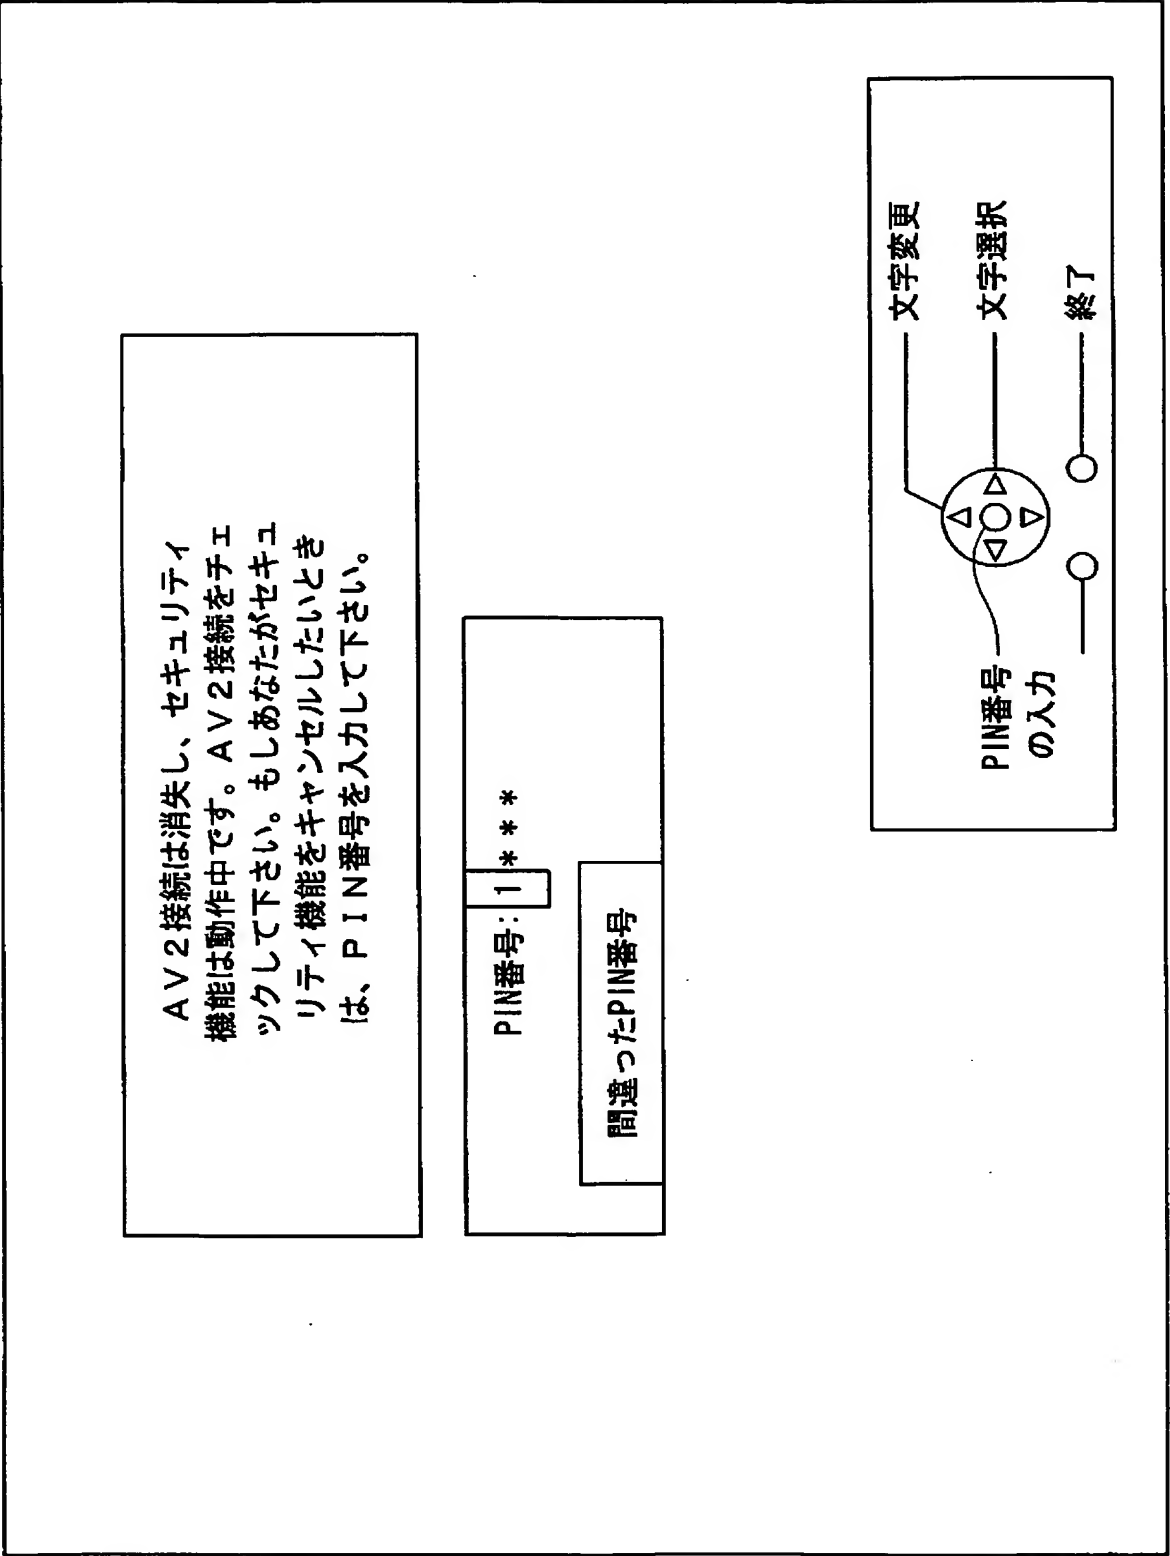 AV2接続は消失し、セキュリティ
機能は動作中です。AV2接続をチェ
ックして下さい。もしあなたがセキュ
リティ機能をキャンセルしたいとき
は、PIN番号を入力して下さい。
PIN番号:1***
間違ったPIN番号
文字変更
文字選択
PIN番号
の入力
終了